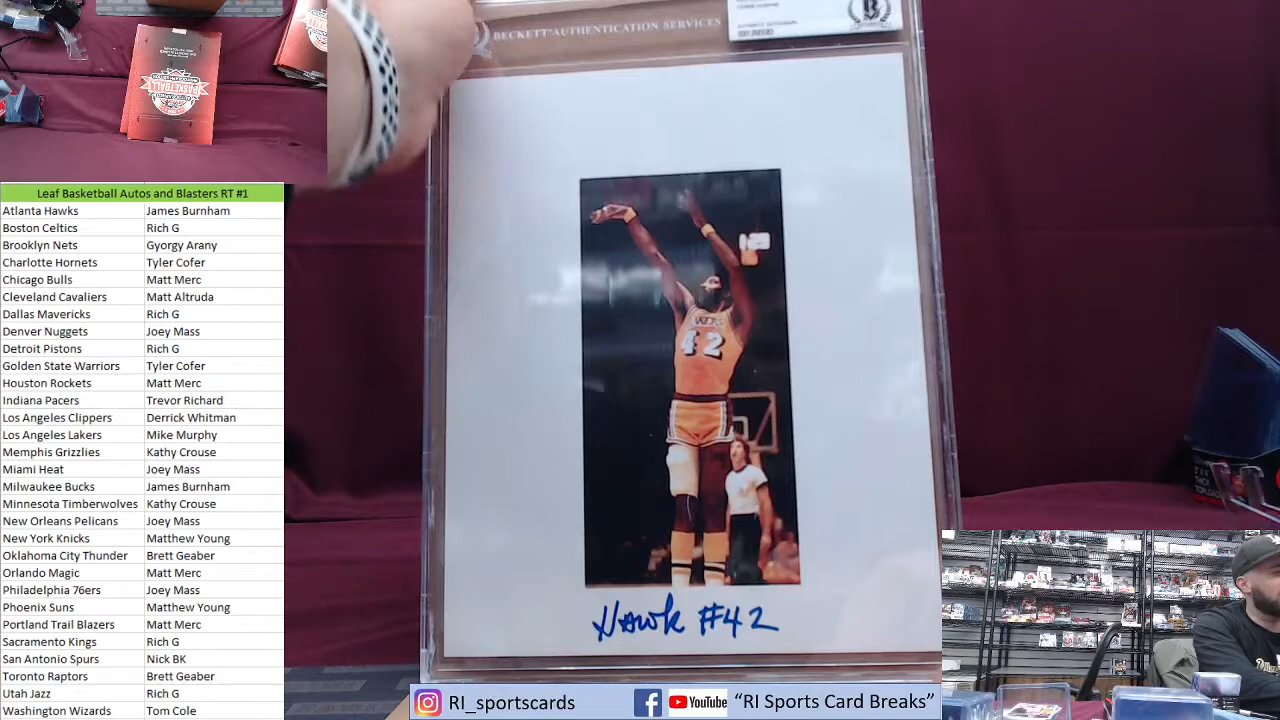 BECKETT AUTHENTICATION SERVICES
BASKETBALL
Leaf Basketball Autos and Blasters RT #1
Atlanta Hawks James Burnham
Boston Celtics Rich G
Brooklyn Nets Gyorgy Arany
Charlotte Hornets Tyler Cofer
Chicago Bulls Matt Merc
Cleveland Cavaliers Matt Altruda
Dallas Mavericks Rich G
Denver Nuggets Joey Mass
Detroit Pistons Rich G
Golden State Warriors Tyler Cofer
Houston Rockets Matt Merc
Indiana Pacers Trevor Richard
Los Angeles Clippers Derrick Whitman
Los Angeles Lakers Mike Murphy
Memphis Grizzlies Kathy Crouse
Miami Heat Joey Mass
Milwaukee Bucks James Burnham
Minnesota Timberwolves Kathy Crouse
New Orleans Pelicans Joey Mass
New York Knicks Matthew Young
Oklahoma City Thunder Brett Geaber
Orlando Magic Matt Merc
Philadelphia 76ers Joey Mass
Phoenix Suns Matthew Young
Portland Trail Blazers Matt Merc
Sacramento Kings Rich G
San Antonio Spurs Nick BK
Toronto Raptors Brett Geaber
Utah Jazz Rich G
Washington Wizards Tom Cole
42
Hawk #42
RI_sportscards YouTube "RI Sports Card Breaks"